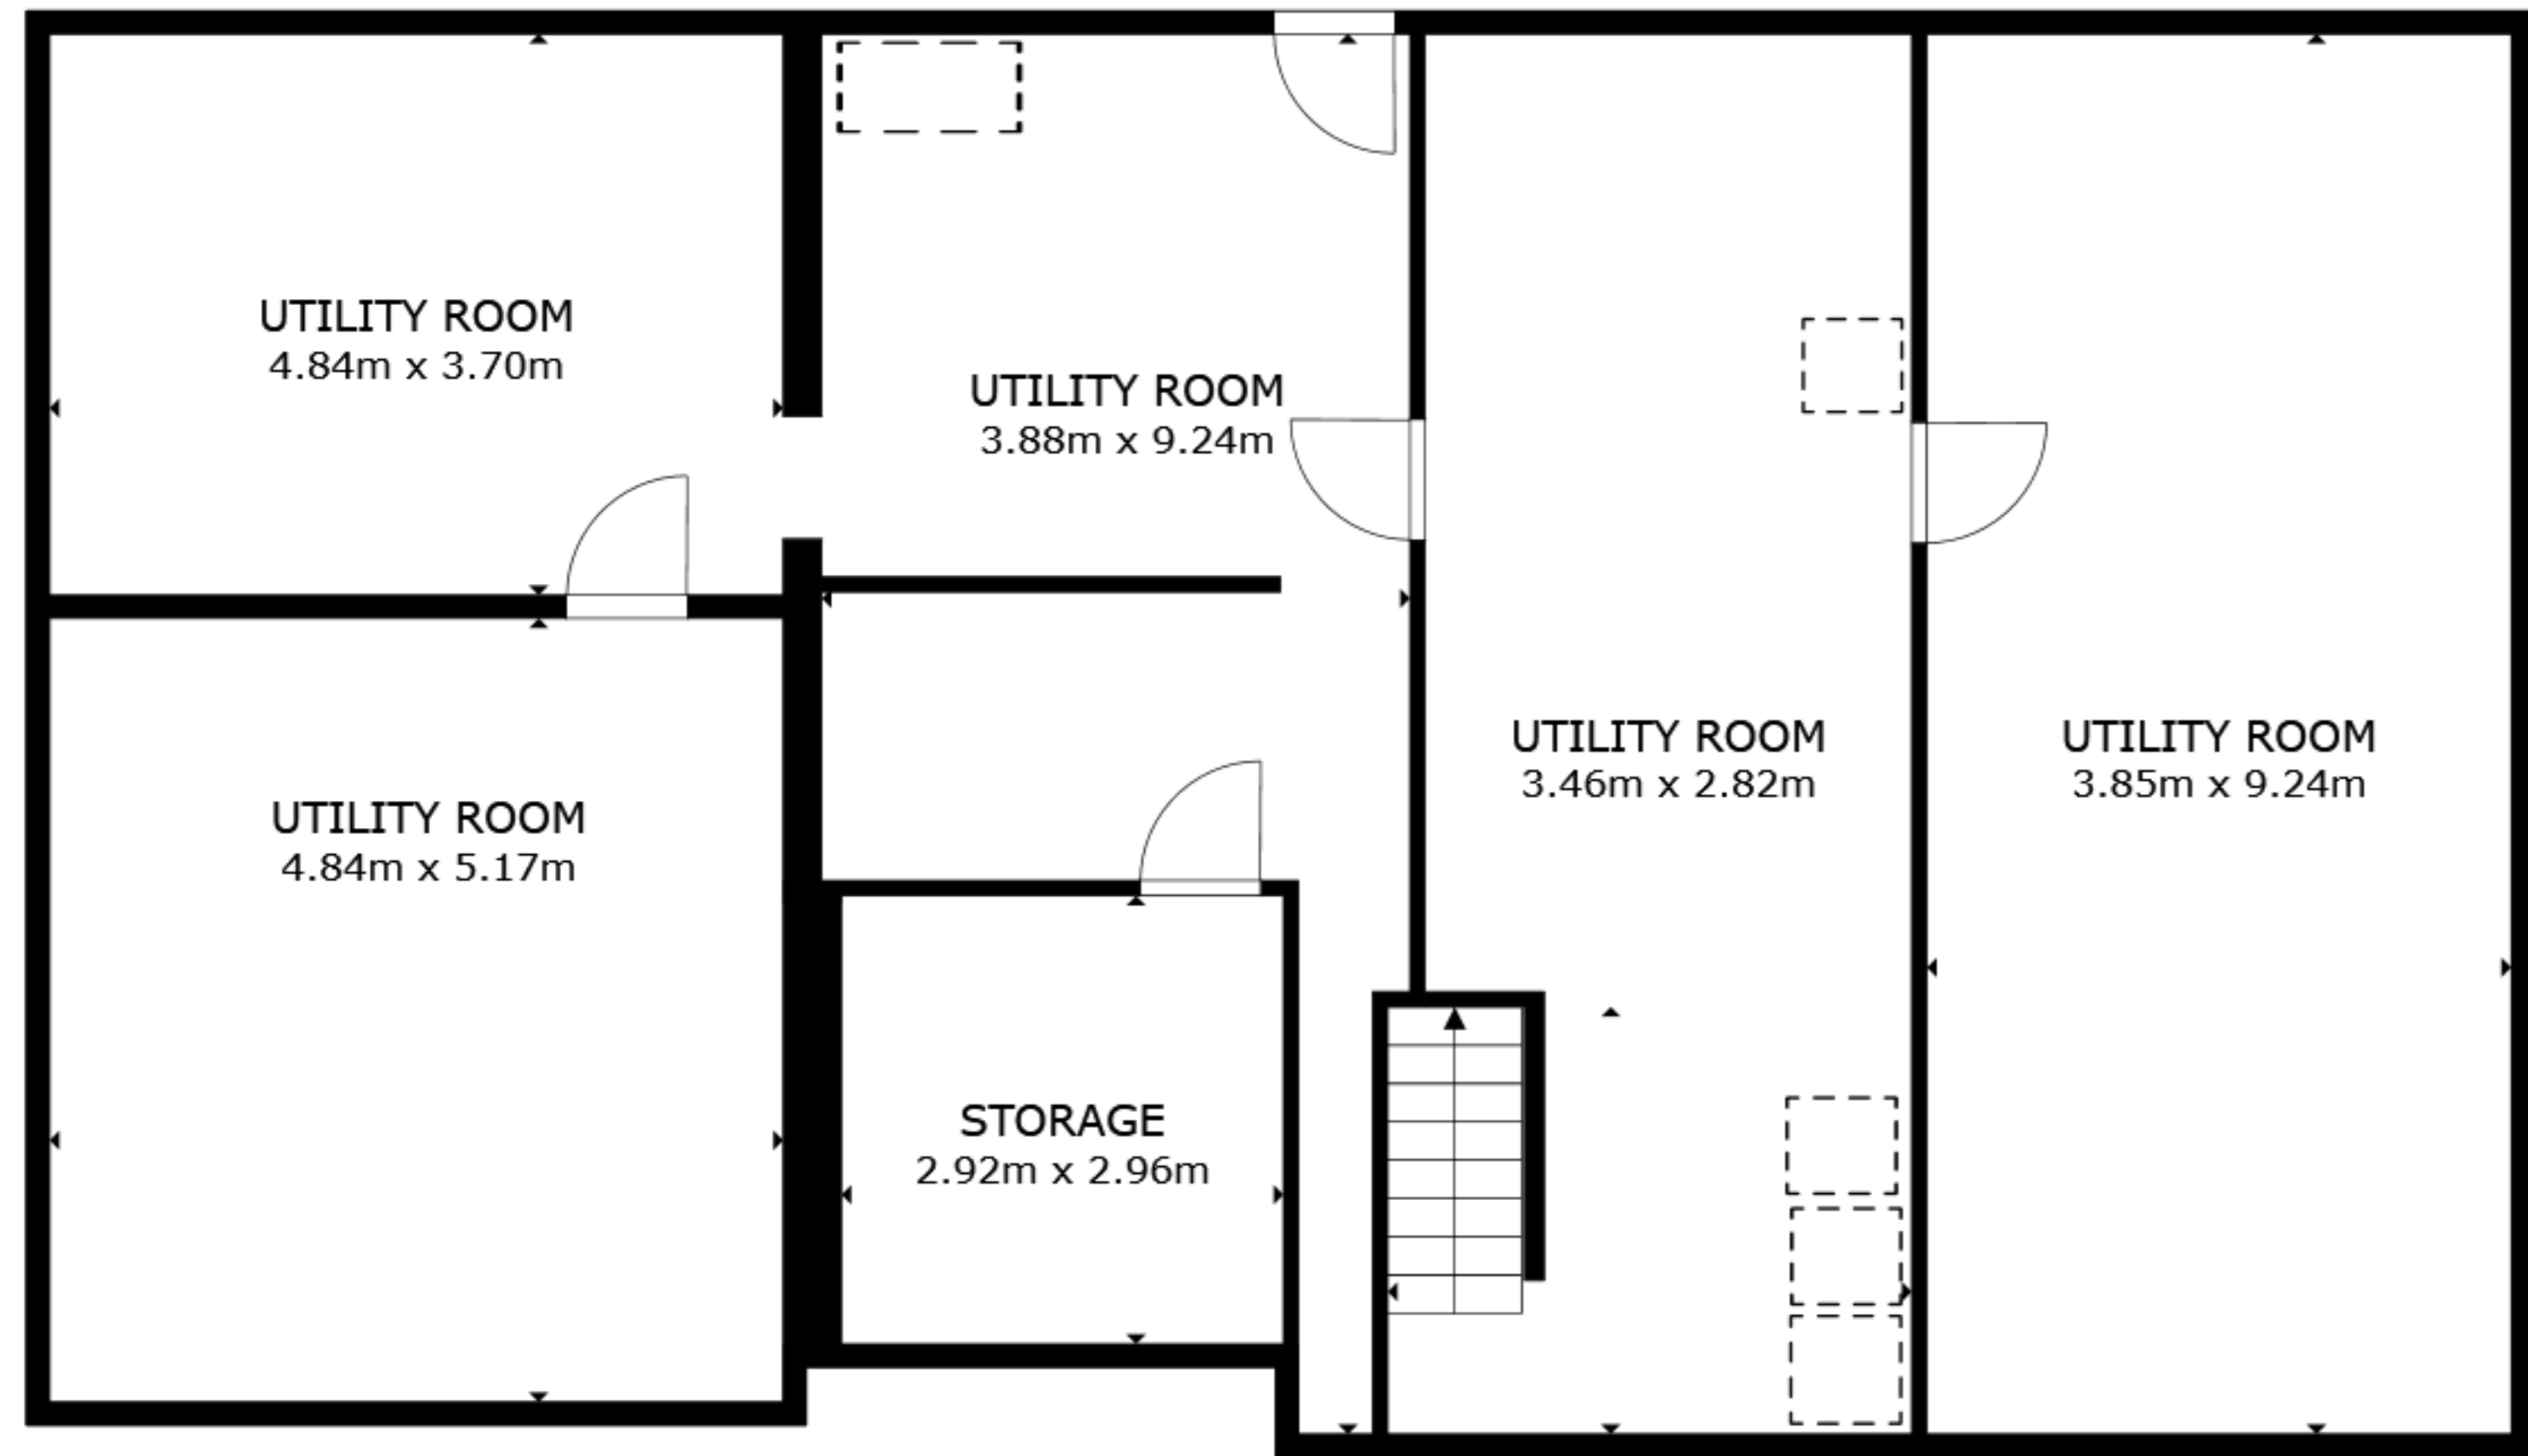 UTILITY ROOM
4.84m x 3.70m
UTILITY ROOM
3.88m x 9.24m
UTILITY ROOM
3.46m x 2.82m
UTILITY ROOM
3.85m x 9.24m
UTILITY ROOM
4.84m x 5.17m
STORAGE
2.92m x 2.96m